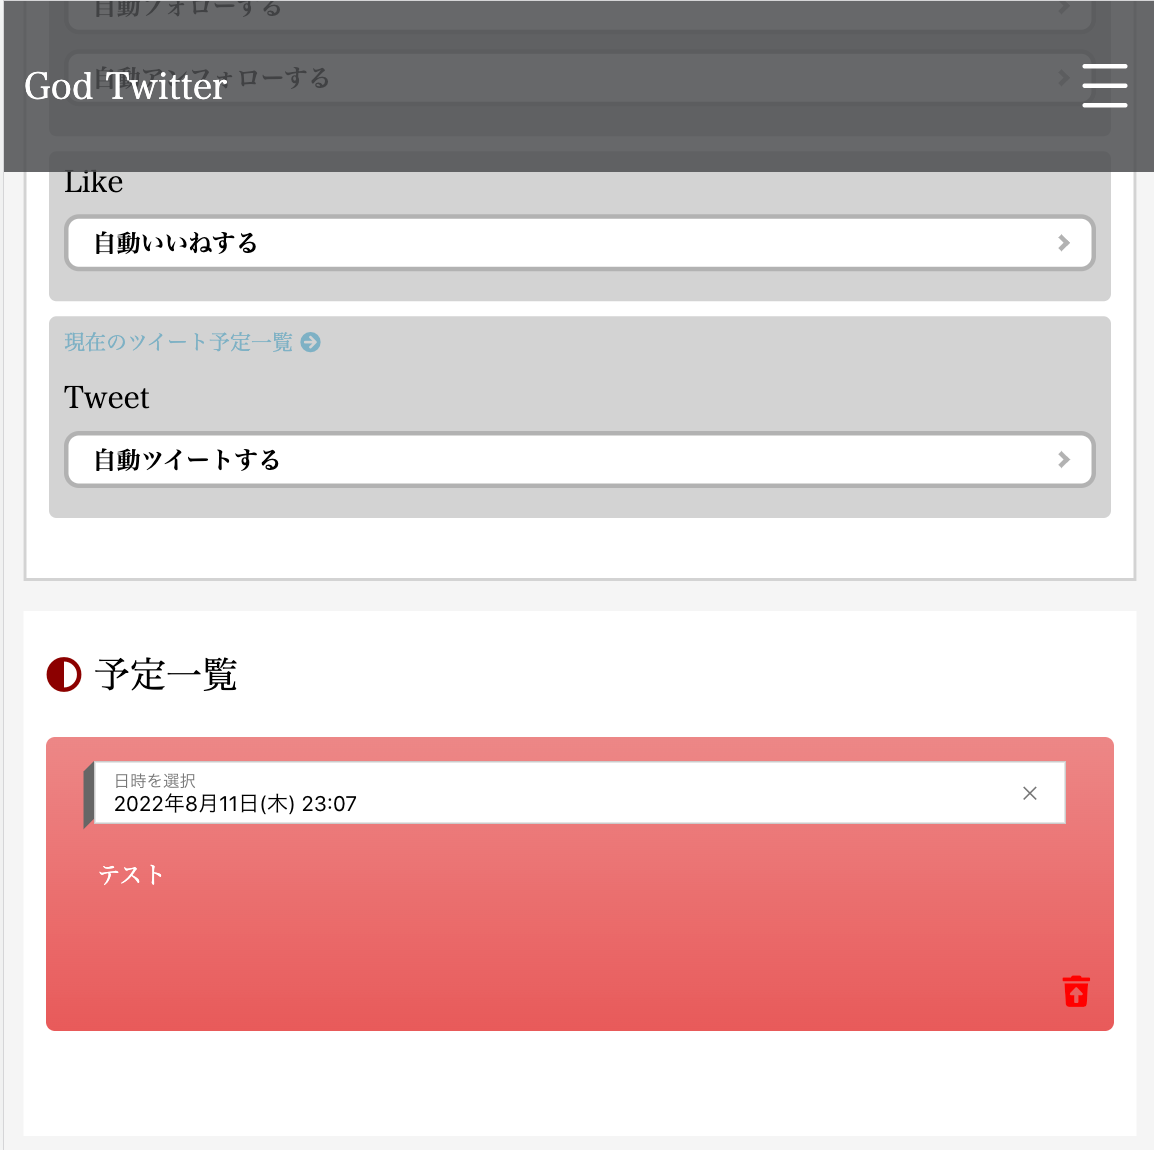 自動フォローする
自動アンフォローする
God Twitter
Like
自動いいねする
現在のツイート予定一覧
Tweet
自動ツイートする
予定一覧
日時を選択
2022年8月11日(木) 23:07
テスト